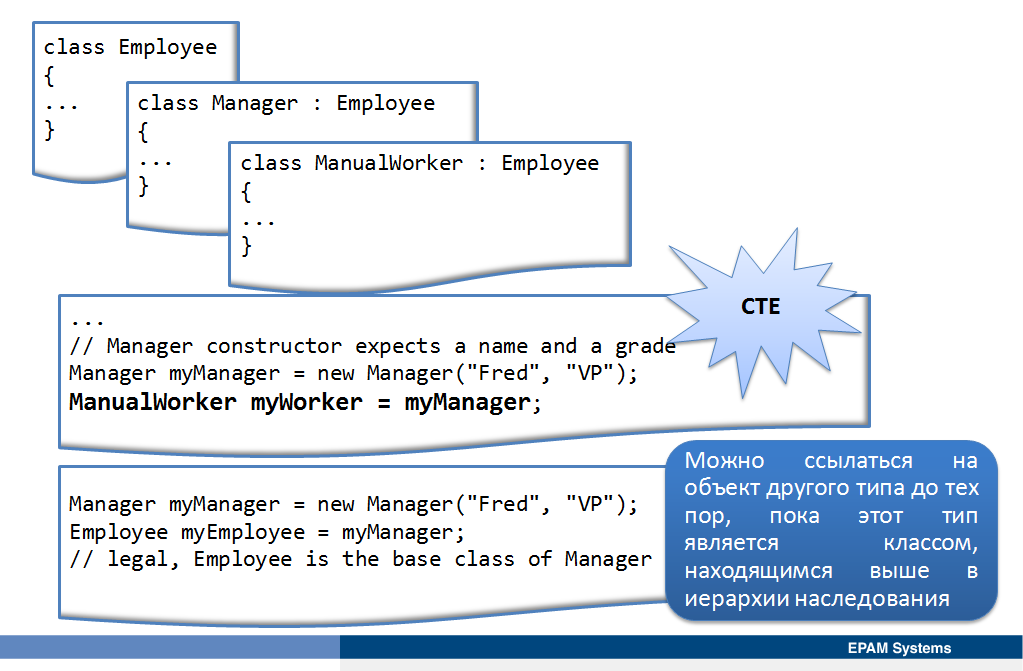 class Employee
{
...
}
class Manager : Employee
{
...
}
class ManualWorker : Employee
{
...
}
CTE
...
// Manager constructor expects a name and a grade
Manager myManager = new Manager("Fred", "VP");
ManualWorker myWorker = myManager;
Manager myManager = new Manager("Fred", "VP");
Employee myEmployee = myManager;
// legal, Employee is the base class of Manager
Можно ссылаться на
объект другого типа до тех
пор, пока этот тип
является классом,
находящимся выше в
иерархии наследования
EPAM Systems